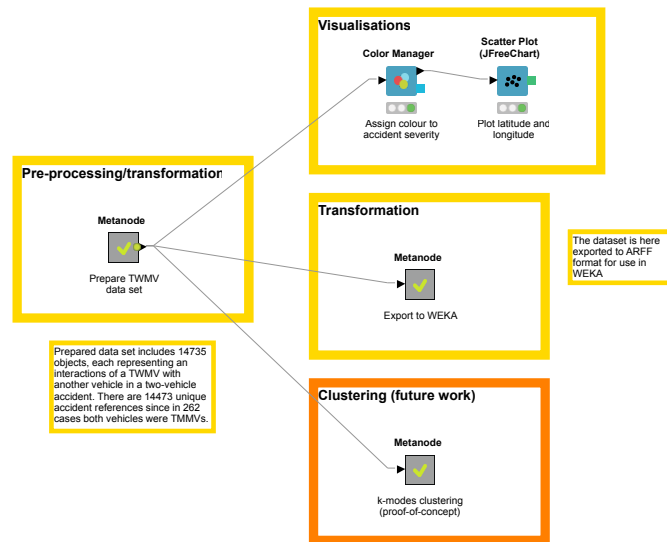 Visualisations
Color Manager
Scatter Plot
(JFreeChart)
Assign colour to
accident severity
Plot latitude and
longitude
Pre-processing/transformation
Metanode
Prepare TWMV
data set
Transformation
Metanode
Export to WEKA
The dataset is here
exported to ARFF
format for use in
WEKA
Prepared data set includes 14735
objects, each representing an
interactions of a TWMV with
another vehicle in a two-vehicle
accident. There are 14473 unique
accident references since in 262
cases both vehicles were TMMVs.
Clustering (future work)
Metanode
k-modes clustering
(proof-of-concept)